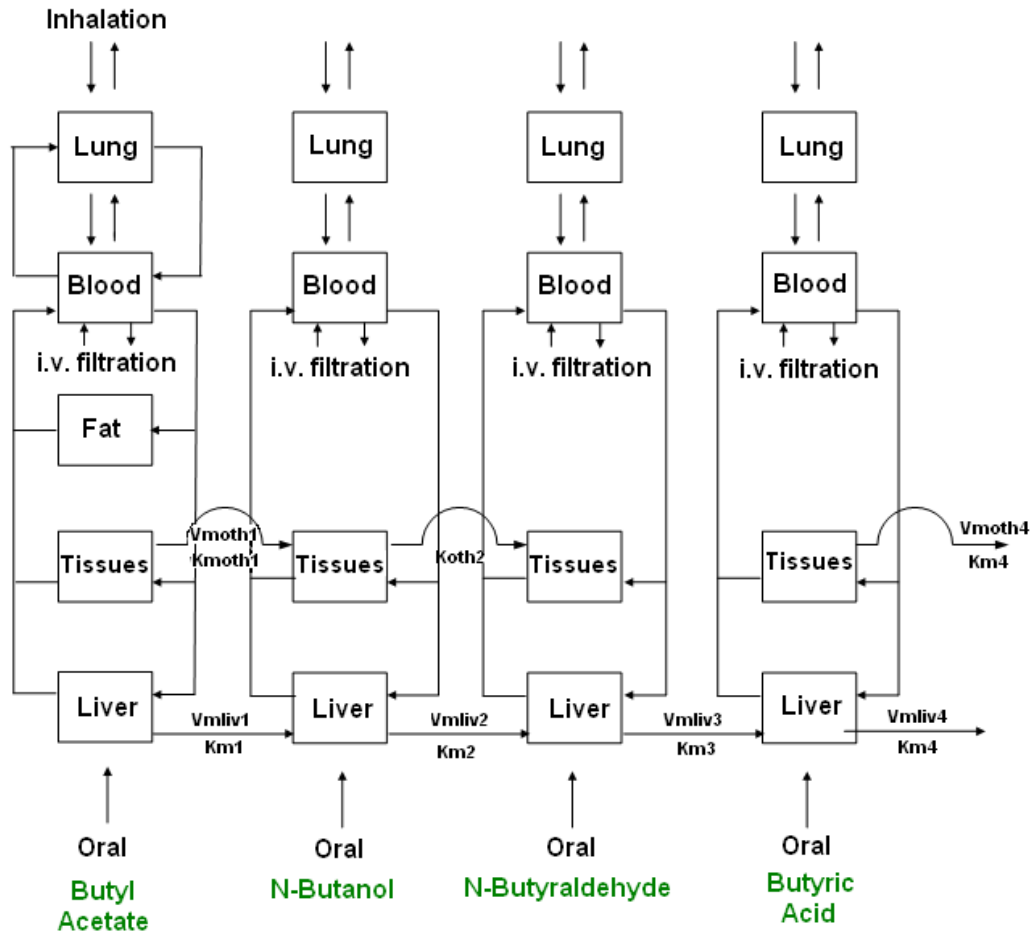 Inhalation
Lung Lung Lung Lung
Blood Blood Blood Blood
i.v. filtration i.v. filtration i.v. filtration i.v. filtration
Fat
Vmoth1 Vmoth4
Kmoth1 Koth2 Km4
Tissues Tissues Tissues Tissues
Liver Liver Liver Liver
Vmliv1 Vmliv2 Vmliv3 Vmliv4
Km1 Km2 Km3 Km4
Oral Oral Oral Oral
Butyl N-Butanol N-Butyraldehyde Butyric
Acetate Acid